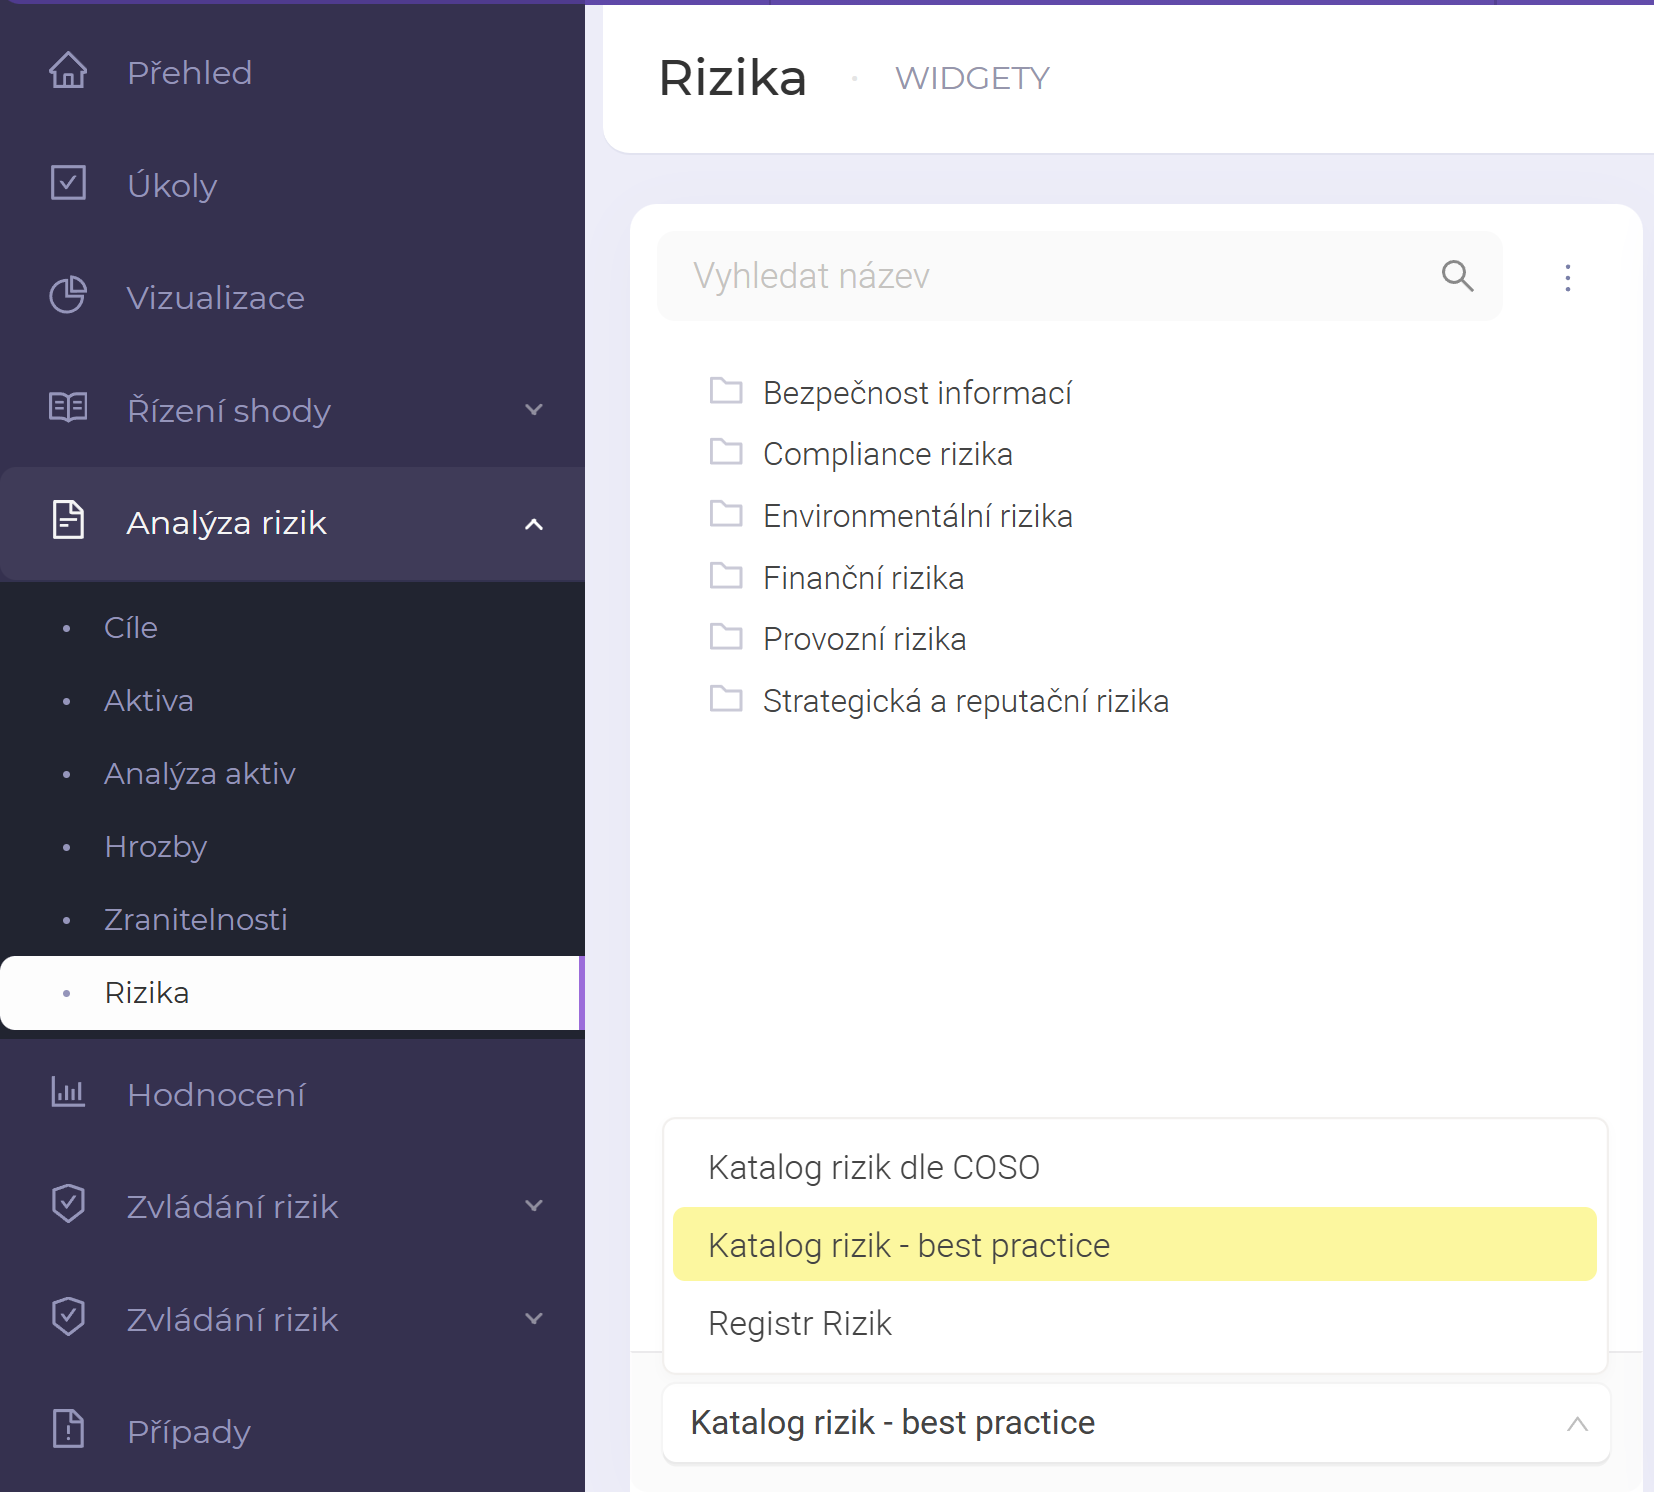 Přehled
Úkoly
Vizualizace
Řízení shody
Analýza rizik
Cíle
Aktiva
Analýza aktiv
Hrozby
Zranitelnosti
Rizika
Hodnocení
Zvládání rizik
Zvládání rizik
Případy
Rizika
WIDGETY
Vyhledat název
Bezpečnost informací
Compliance rizika
Environmentální rizika
Finanční rizika
Provozní rizika
Strategická a reputační rizika
Katalog rizik dle COSO
Katalog rizik - best practice
Registr Rizik
Katalog rizik - best practice